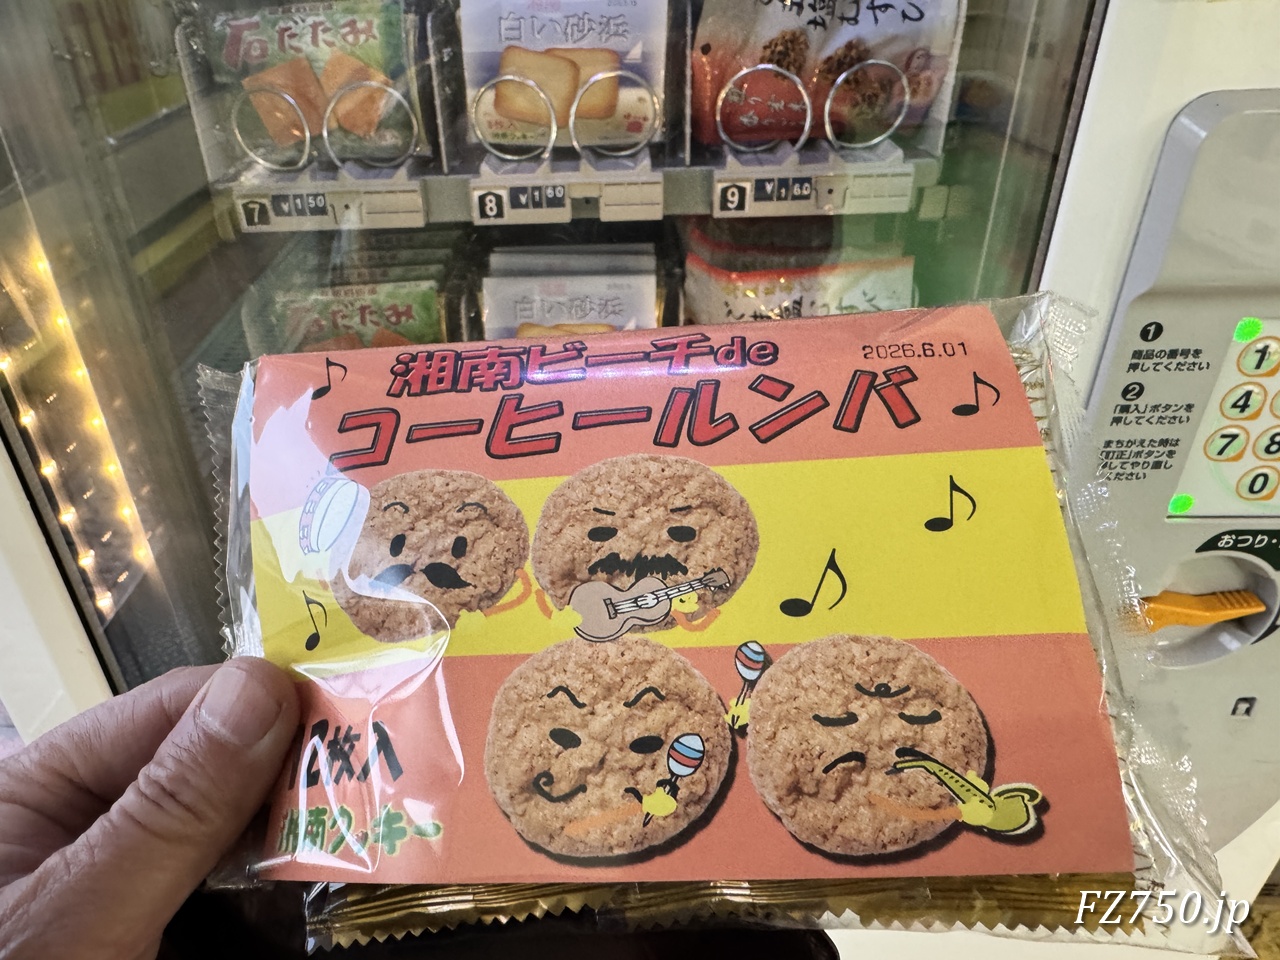 石だたみ
白い砂浜
7 ¥150
8 ¥160
9 ¥160
石だたみ
白い砂浜
湘南ビーチde
2026.6.01
コーヒールンバ
12枚入
湘南クッキー
1
商品の番号を
押してください
2
「購入」ボタンを
押してください
まちがえた時は
「訂正」ボタンを
押してやり直し
ください
1
4
7 8
0
おつり・
FZ750.jp